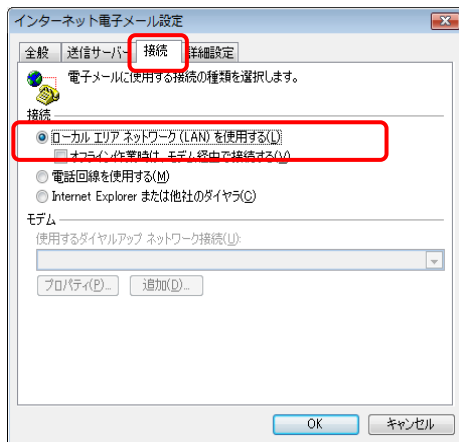 インターネット電子メール設定
全般 送信サーバー 接続 詳細設定
電子メールに使用する接続の種類を選択します。
接続
ローカル エリア ネットワーク(LAN) を使用する(L)
オフライン作業時は、モデム経由で接続する(V)
電話回線を使用する(M)
Internet Explorer または他社のダイヤラ(C)
モデム
使用するダイヤルアップ ネットワーク接続(U):
プロパティ(P)... 追加(D)...
OK キャンセル